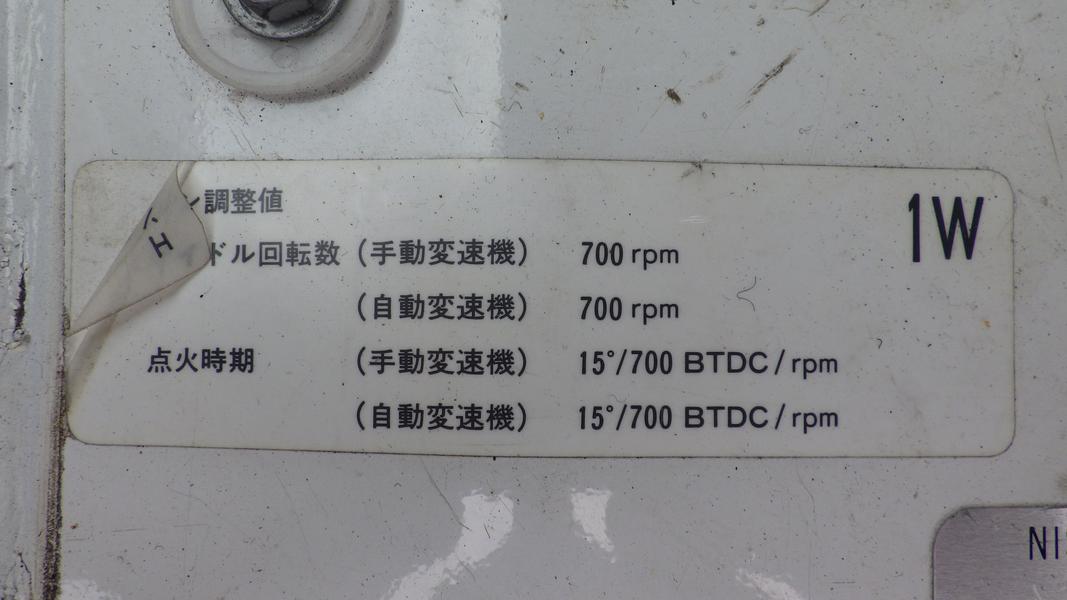 調整値
1W
ドル回転数 (手動変速機) 700 rpm
(自動変速機) 700 rpm
点火時期 (手動変速機) 15°/700 BTDC/rpm
(自動変速機) 15°/700 BTDC/rpm
NI